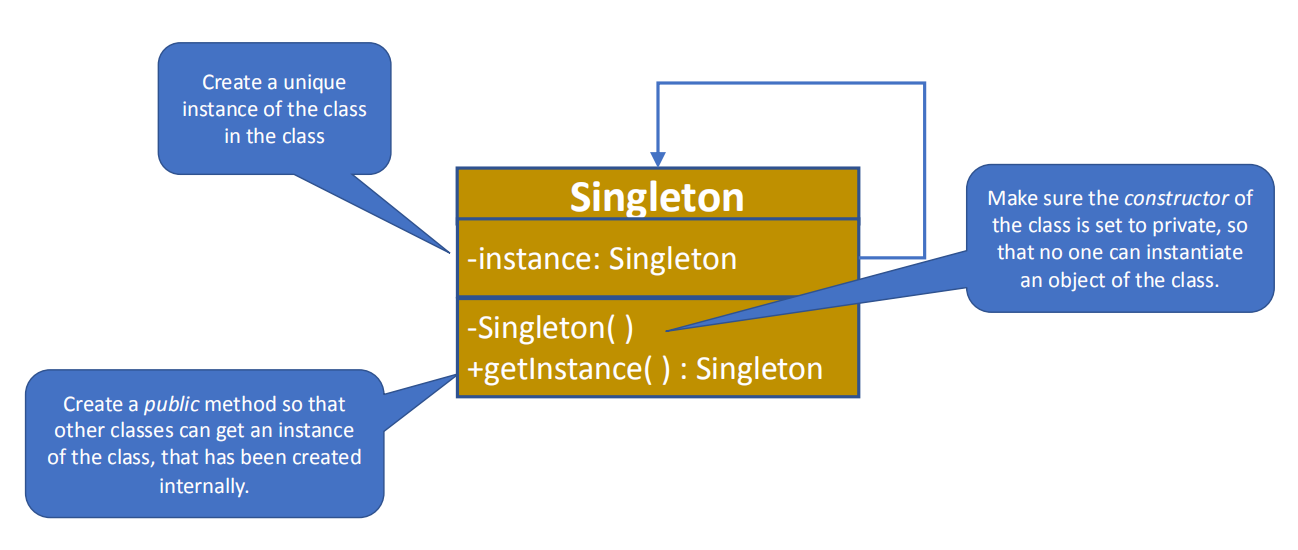 Create a unique
instance of the class
in the class
Singleton
-instance: Singleton
-Singleton( )
+getInstance( ) : Singleton
Make sure the constructor of
the class is set to private, so
that no one can instantiate
an object of the class.
Create a public method so that
other classes can get an instance
of the class, that has been created
internally.